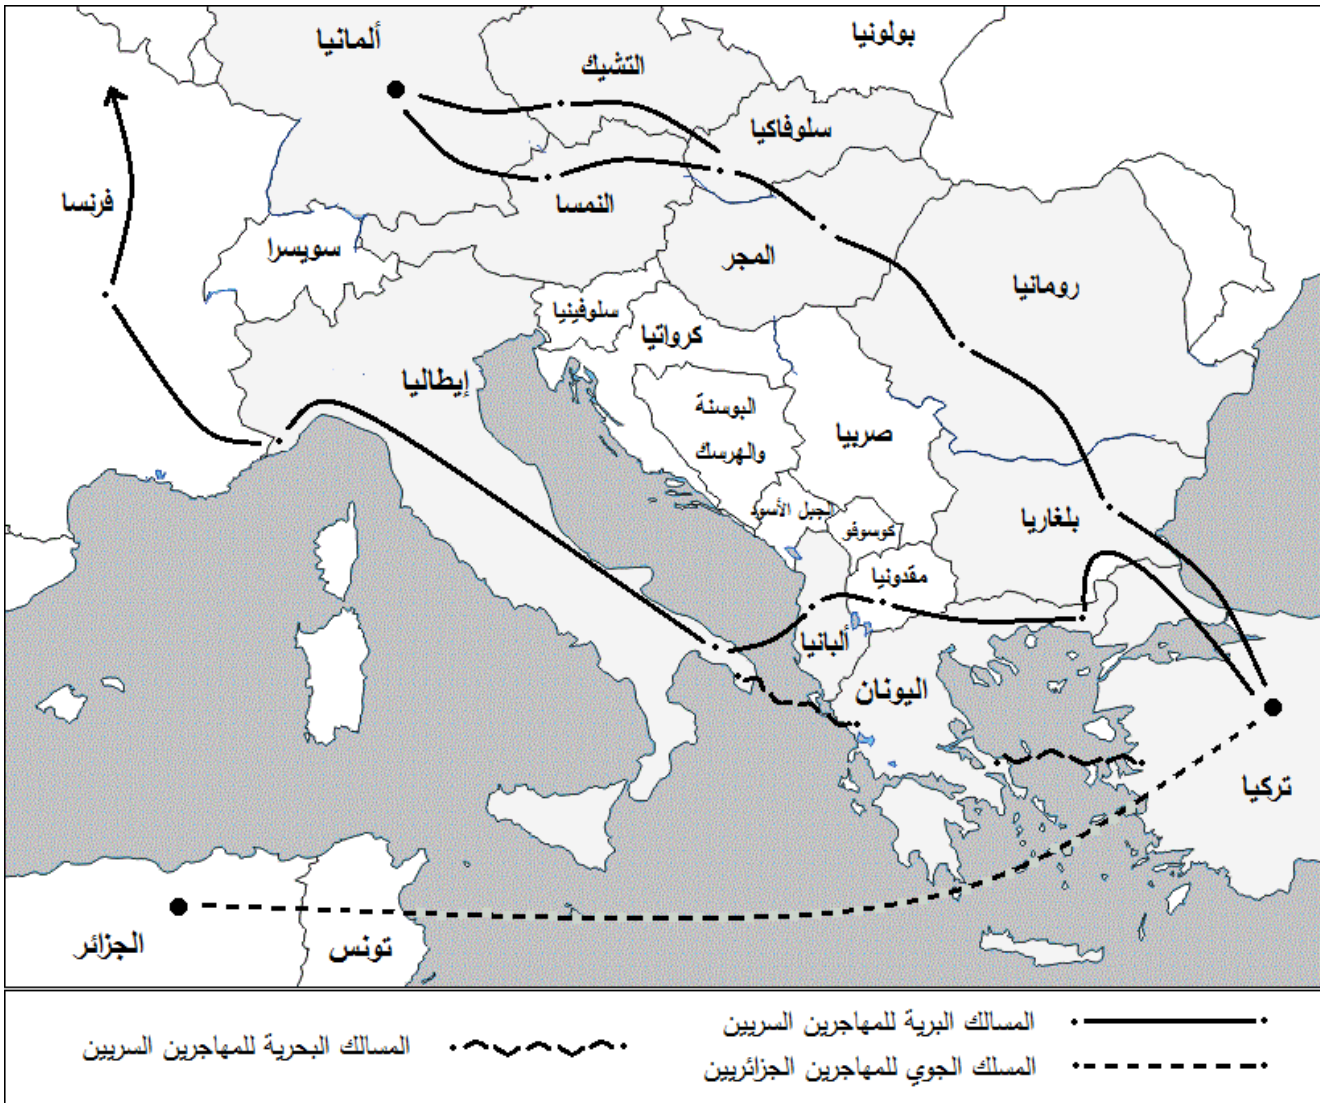 بولونيا
ألمانيا
التشيك
سلوفاكيا
فرنسا
النمسا
سويسرا
المجر
رومانيا
سلوفينيا
كرواتيا
إيطاليا
البوسنة
والهرسك
صربيا
الجبل الأسود
كوسوفو
بلغاريا
مقدونيا
ألبانيا
اليونان
تركيا
الجزائر
تونس
المسالك البرية للمهاجرين السريين
المسلك الجوي للمهاجرين الجزائريين
المسالك البحرية للمهاجرين السريين